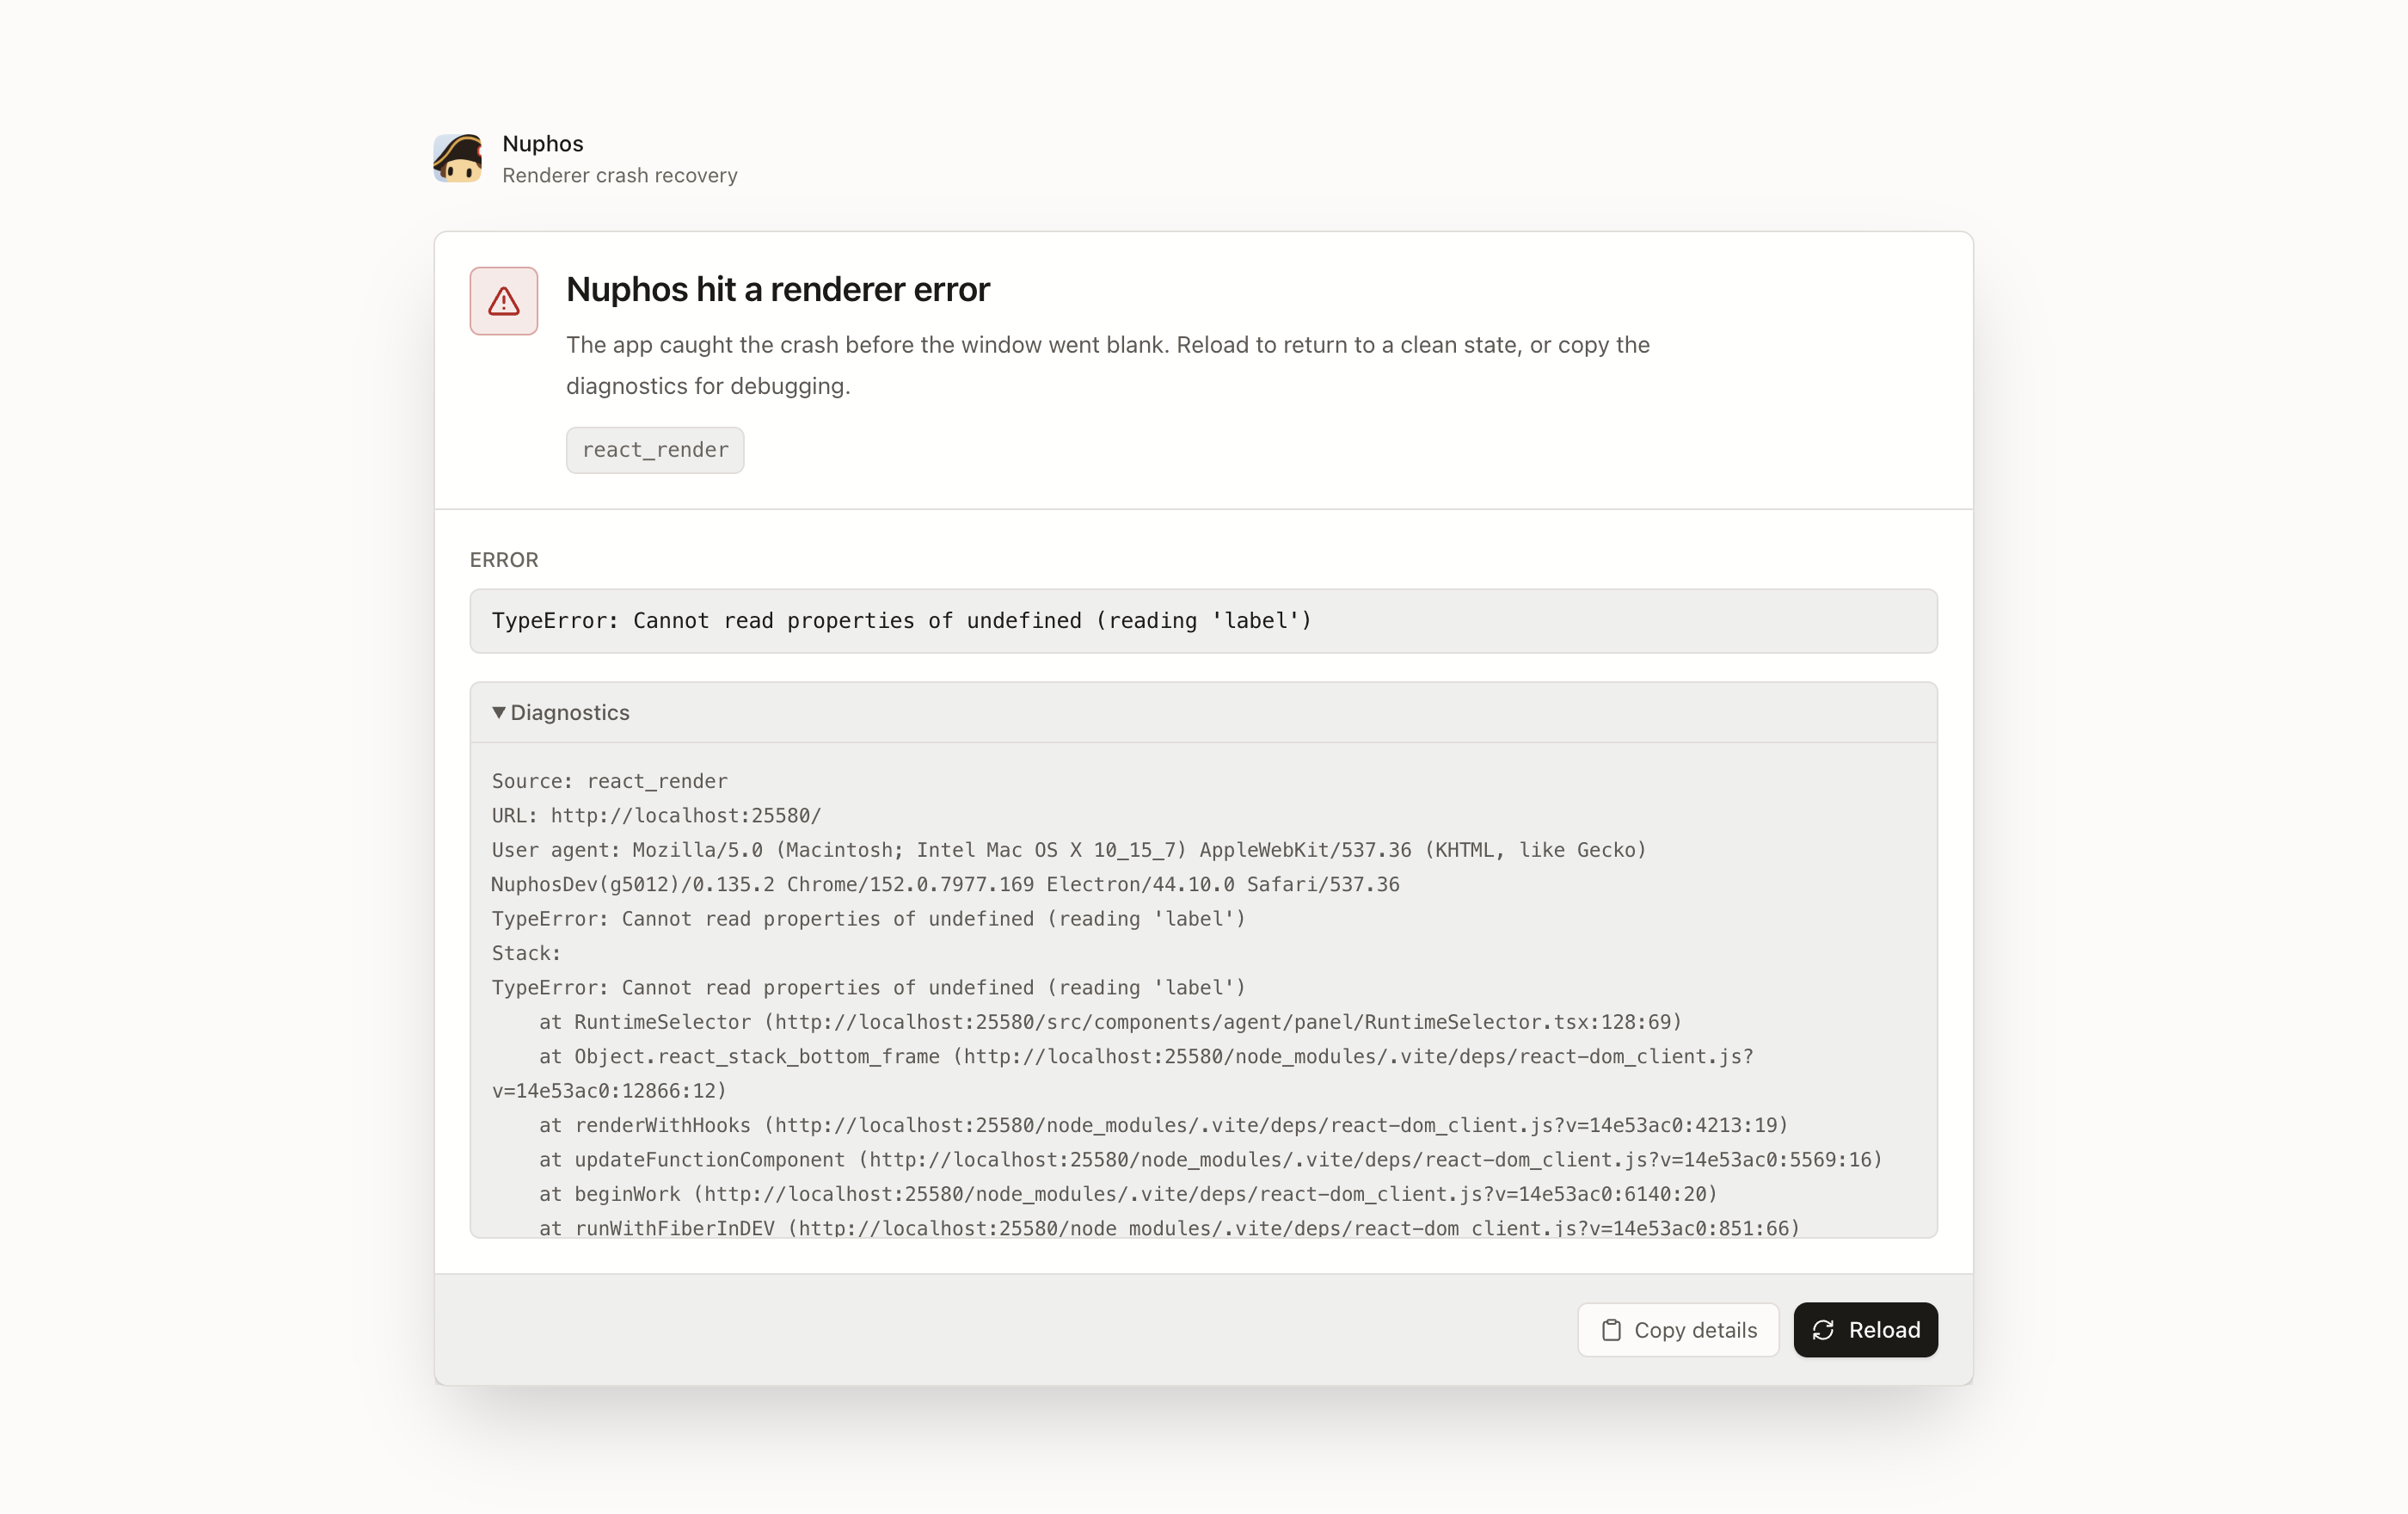 Nuphos
Renderer crash recovery
Nuphos hit a renderer error
The app caught the crash before the window went blank. Reload to return to a clean state, or copy the
diagnostics for debugging.
react_render
ERROR
TypeError: Cannot read properties of undefined (reading 'label')
▼ Diagnostics
Source: react_render
URL: http://localhost:25580/
User agent: Mozilla/5.0 (Macintosh; Intel Mac OS X 10_15_7) AppleWebKit/537.36 (KHTML, like Gecko)
NuphosDev(g5012)/0.135.2 Chrome/152.0.7977.169 Electron/44.10.0 Safari/537.36
TypeError: Cannot read properties of undefined (reading 'label')
Stack:
TypeError: Cannot read properties of undefined (reading 'label')
    at RuntimeSelector (http://localhost:25580/src/components/agent/panel/RuntimeSelector.tsx:128:69)
    at Object.react_stack_bottom_frame (http://localhost:25580/node_modules/.vite/deps/react-dom_client.js?
v=14e53ac0:12866:12)
    at renderWithHooks (http://localhost:25580/node_modules/.vite/deps/react-dom_client.js?v=14e53ac0:4213:19)
    at updateFunctionComponent (http://localhost:25580/node_modules/.vite/deps/react-dom_client.js?v=14e53ac0:5569:16)
    at beginWork (http://localhost:25580/node_modules/.vite/deps/react-dom_client.js?v=14e53ac0:6140:20)
    at runWithFiberInDEV (http://localhost:25580/node_modules/.vite/deps/react-dom_client.js?v=14e53ac0:851:66)
Copy details
Reload